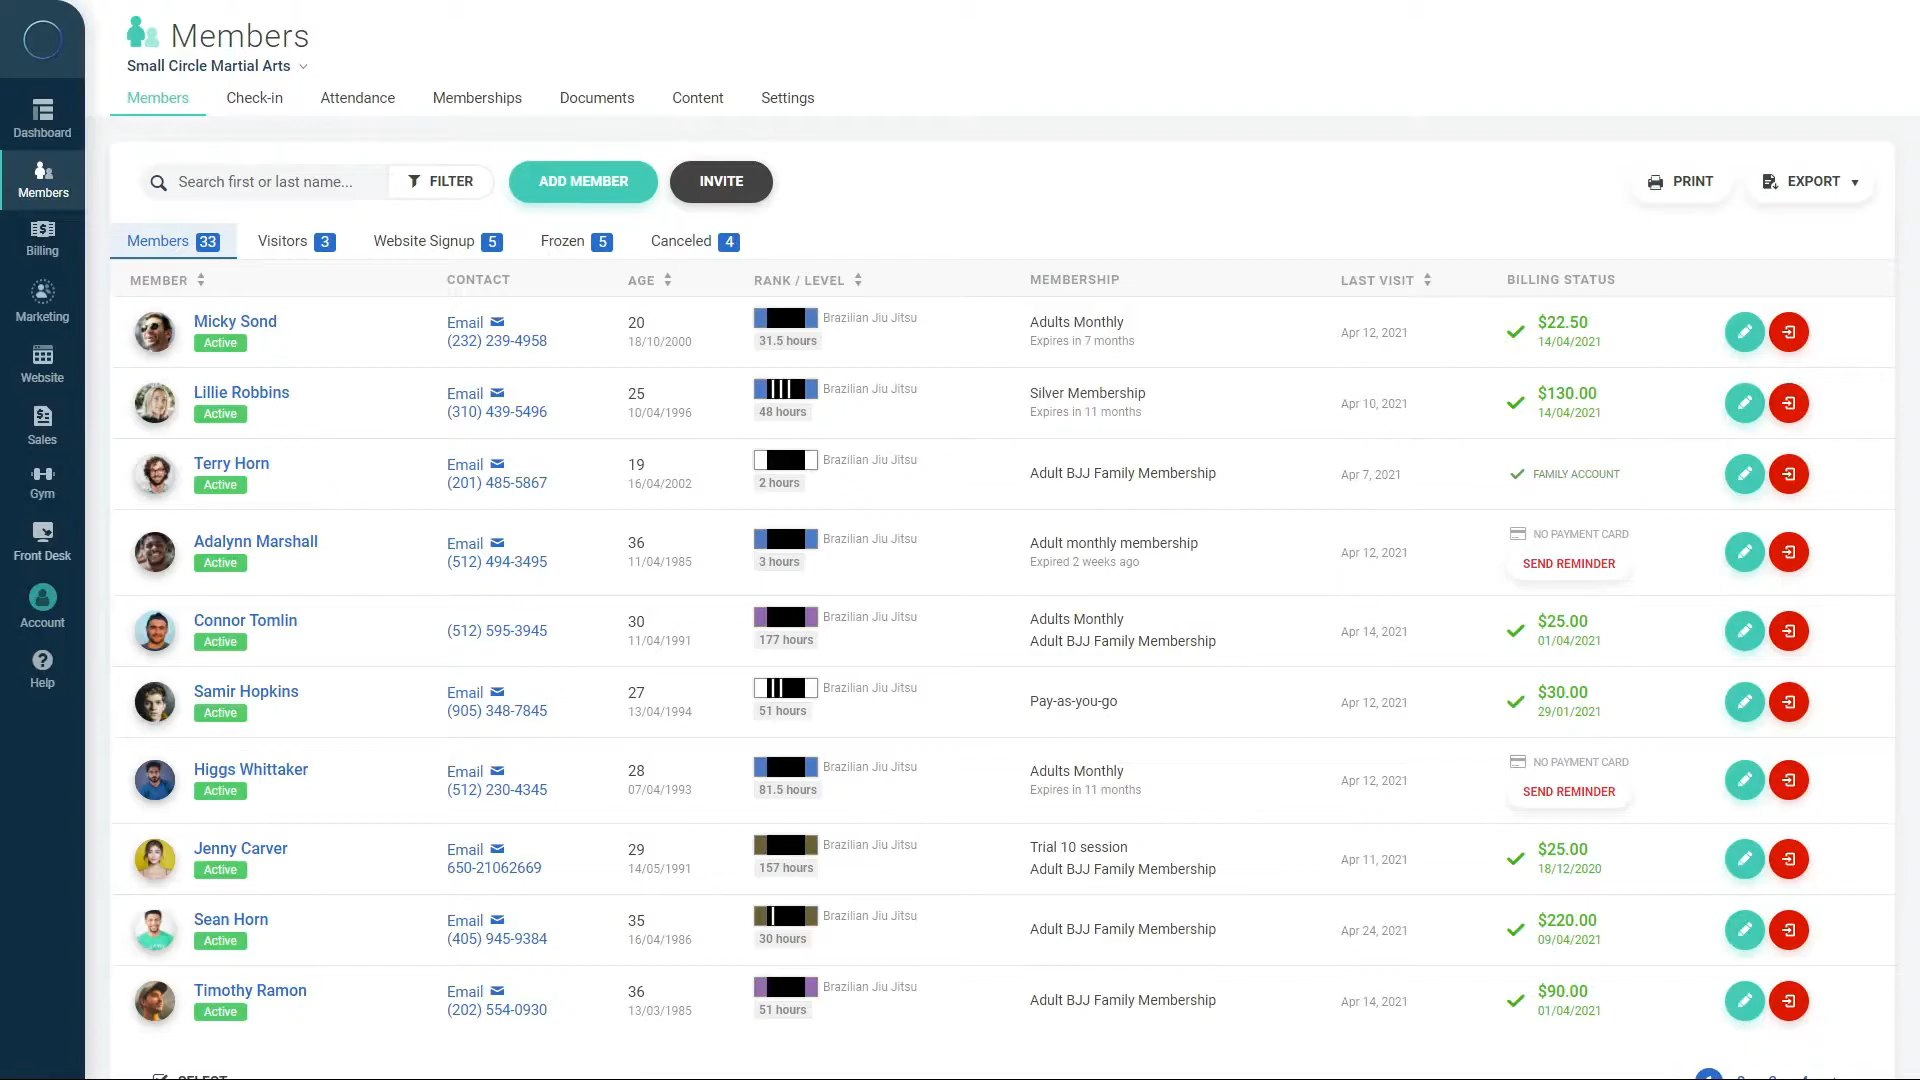 Members
Small Circle Martial Arts
Members Check-in Attendance Memberships Documents Content Settings
Dashboard
Members
Billing
Marketing
Website
Sales
Gym
Front Desk
Account
Help
Search first or last name... FILTER ADD MEMBER INVITE PRINT EXPORT
Members 33 Visitors 3 Website Signup 5 Frozen 5 Canceled 4
MEMBER CONTACT AGE RANK / LEVEL MEMBERSHIP LAST VISIT BILLING STATUS
Micky Sond Email 20 Brazilian Jiu Jitsu Adults Monthly Apr 12, 2021 $22.50
Active (232) 239-4958 18/10/2000 31.5 hours Expires in 7 months 14/04/2021
Lillie Robbins Email 25 Brazilian Jiu Jitsu Silver Membership Apr 10, 2021 $130.00
Active (310) 439-5496 10/04/1996 48 hours Expires in 11 months 14/04/2021
Terry Horn Email 19 Brazilian Jiu Jitsu Adult BJJ Family Membership Apr 7, 2021 FAMILY ACCOUNT
Active (201) 485-5867 16/04/2002 2 hours
Adalynn Marshall Email 36 Brazilian Jiu Jitsu Adult monthly membership Apr 12, 2021 NO PAYMENT CARD
Active (512) 494-3495 11/04/1985 3 hours Expired 2 weeks ago SEND REMINDER
Connor Tomlin (512) 595-3945 30 Brazilian Jiu Jitsu Adults Monthly Apr 14, 2021 $25.00
Active 11/04/1991 177 hours Adult BJJ Family Membership 01/04/2021
Samir Hopkins Email 27 Brazilian Jiu Jitsu Pay-as-you-go Apr 12, 2021 $30.00
Active (905) 348-7845 13/04/1994 51 hours 29/01/2021
Higgs Whittaker Email 28 Brazilian Jiu Jitsu Adults Monthly Apr 12, 2021 NO PAYMENT CARD
Active (512) 230-4345 07/04/1993 81.5 hours Expires in 11 months SEND REMINDER
Jenny Carver Email 29 Brazilian Jiu Jitsu Trial 10 session Apr 11, 2021 $25.00
Active 650-21062669 14/05/1991 157 hours Adult BJJ Family Membership 18/12/2020
Sean Horn Email 35 Brazilian Jiu Jitsu Adult BJJ Family Membership Apr 24, 2021 $220.00
Active (405) 945-9384 16/04/1986 30 hours 09/04/2021
Timothy Ramon Email 36 Brazilian Jiu Jitsu Adult BJJ Family Membership Apr 14, 2021 $90.00
Active (202) 554-0930 13/03/1985 51 hours 01/04/2021
SELECT